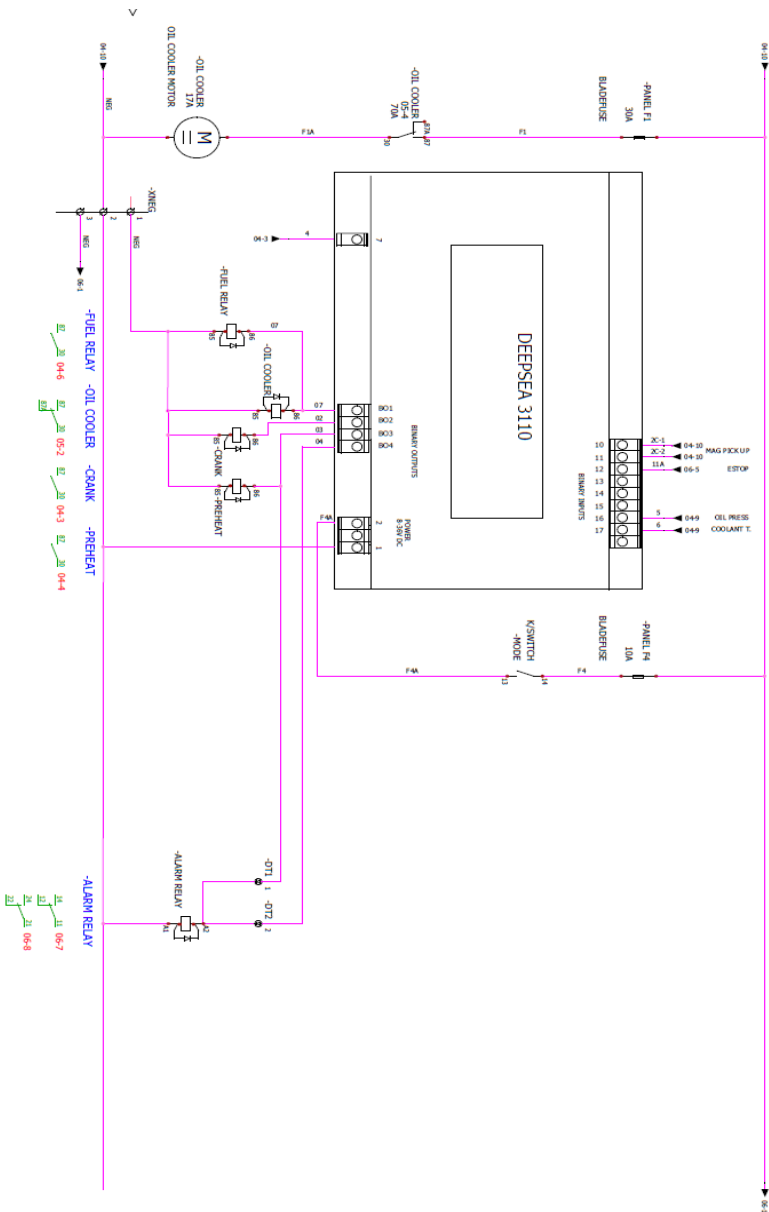 04-10
NEG
-OIL COOLER
17A
OIL COOLER MOTOR
M
F1A
-OIL COOLER
05-4
70A
87A
87
30
F1
-PANEL F1
30A
BLADEFUSE
04-10
-XNEG
1
2
3
NEG
NEG
06-1
04-3
4
7
DEEPSEA 3110
-FUEL RELAY
85
86
07
-OIL COOLER
85
86
07
02
03
04
BO1
BO2
BO3
BO4
BINARY OUTPUTS
85
86
-CRANK
85
86
-PREHEAT
F4A
2
1
POWER
8-36V DC
10
11
12
13
14
15
16
17
BINARY INPUTS
2C-1
04-10
2C-2
04-10
MAG PICK UP
11A
06-5
ESTOP
5
04-9
OIL PRESS
6
04-9
COOLANT T.
-FUEL RELAY
87
30
04-6
-OIL COOLER
87
87A
30
05-2
-CRANK
87
30
04-3
-PREHEAT
87
30
04-4
F4A
K/SWITCH
-MODE
13
14
F4
-PANEL F4
10A
BLADEFUSE
-DT1
1
-DT2
2
-ALARM RELAY
A1
A2
-ALARM RELAY
14
12
11
06-7
24
22
21
06-8